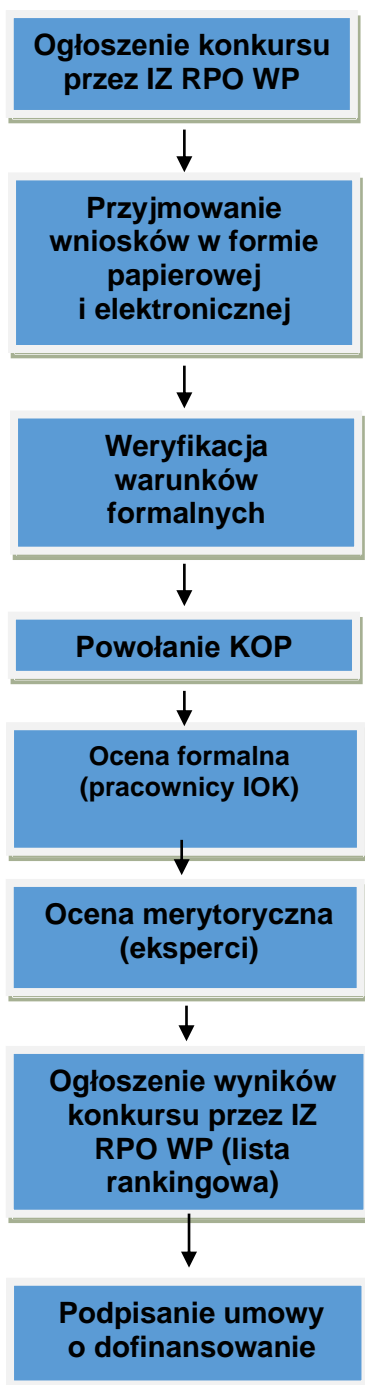 Ogłoszenie konkursu
przez IZ RPO WP
Przyjmowanie
wniosków w formie
papierowej
i elektronicznej
Weryfikacja
warunków
formalnych
Powołanie KOP
Ocena formalna
(pracownicy IOK)
Ocena merytoryczna
(eksperci)
Ogłoszenie wyników
konkursu przez IZ
RPO WP (lista
rankingowa)
Podpisanie umowy
o dofinansowanie